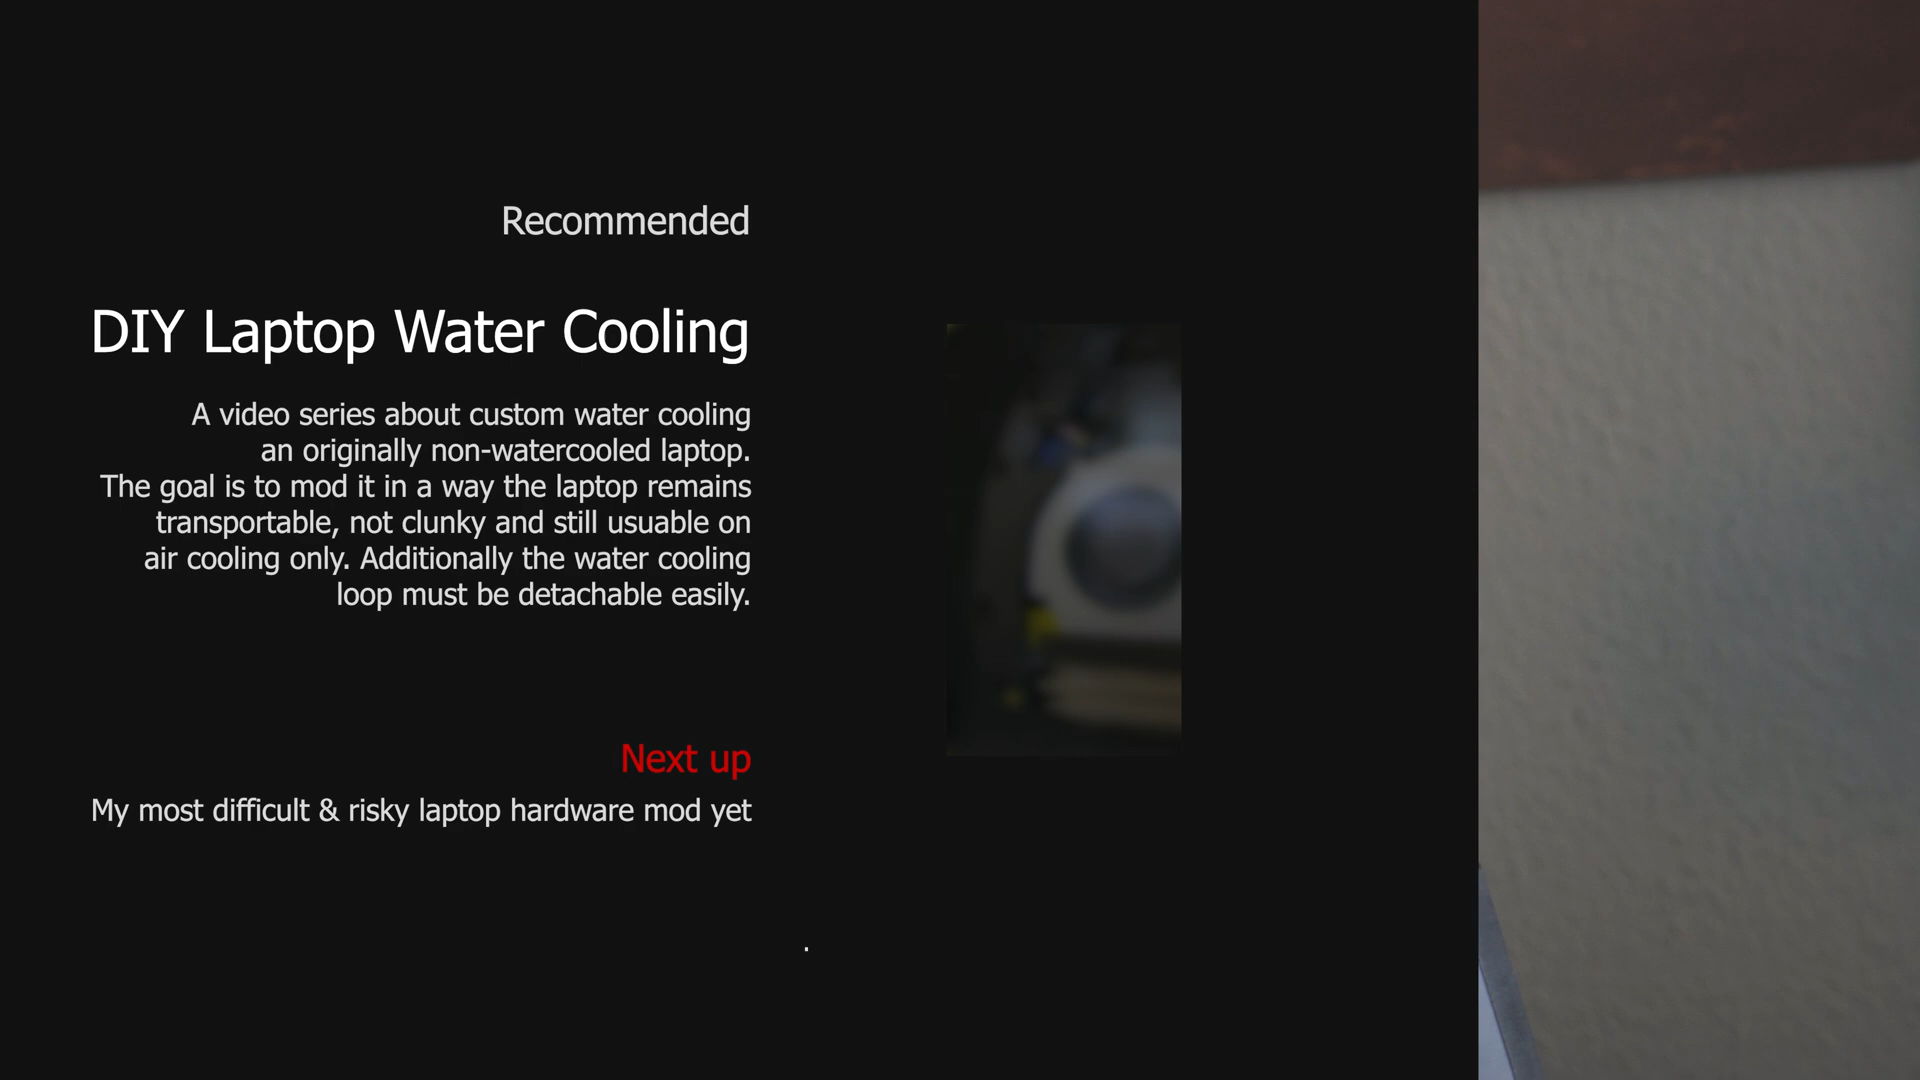 Recommended
DIY Laptop Water Cooling
A video series about custom water cooling
an originally non-watercooled laptop.
The goal is to mod it in a way the laptop remains
transportable, not clunky and still usuable on
air cooling only. Additionally the water cooling
loop must be detachable easily.
Next up
My most difficult & risky laptop hardware mod yet
.